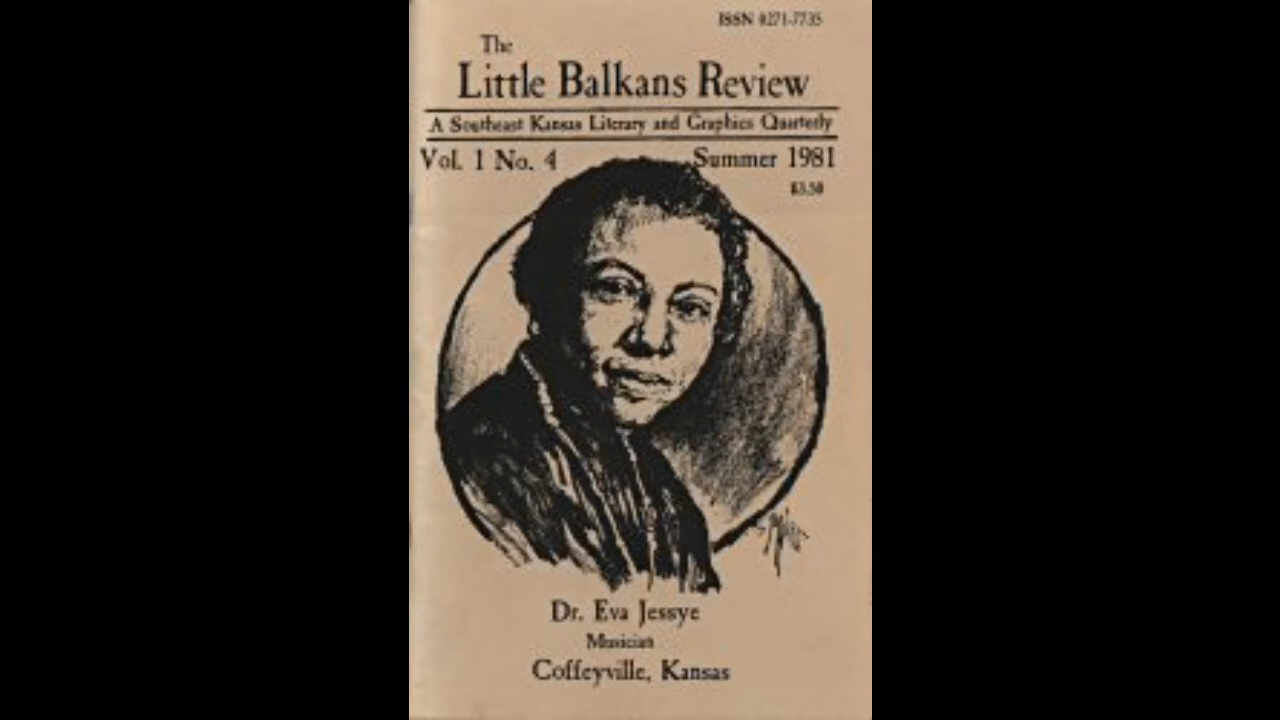 ISSN 0271-7735
The
Little Balkans Review
A Southeast Kansas Literary and Graphics Quarterly
Vol. 1 No. 4 Summer 1981
$3.50
Dr. Eva Jessye
Musician
Coffeyville, Kansas